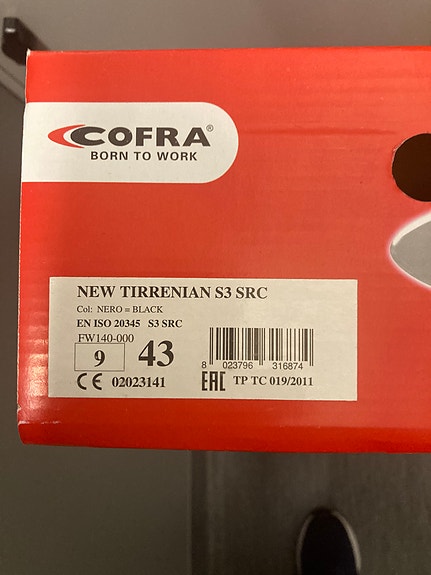 COFRA®
BORN TO WORK
NEW TIRRENIAN S3 SRC
Col: NERO = BLACK
EN ISO 20345 S3 SRC
FW140-000
9 43
8 023796 316874
CE 02023141
EAC TP TC 019/2011